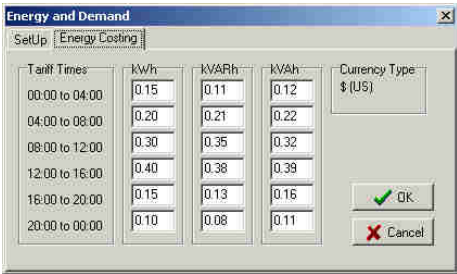 Energy and Demand
SetUp Energy Costing
Tariff Times kWh KVARh KVAh Currency Type
00:00 to 04:00 0.15 0.11 0.12 $ (US)
04:00 to 08:00 0.20 0.21 0.22
08:00 to 12:00 0.30 0.35 0.32
12:00 to 16:00 0.40 0.38 0.39
16:00 to 20:00 0.15 0.13 0.16
20:00 to 00:00 0.10 0.08 0.11
OK
Cancel